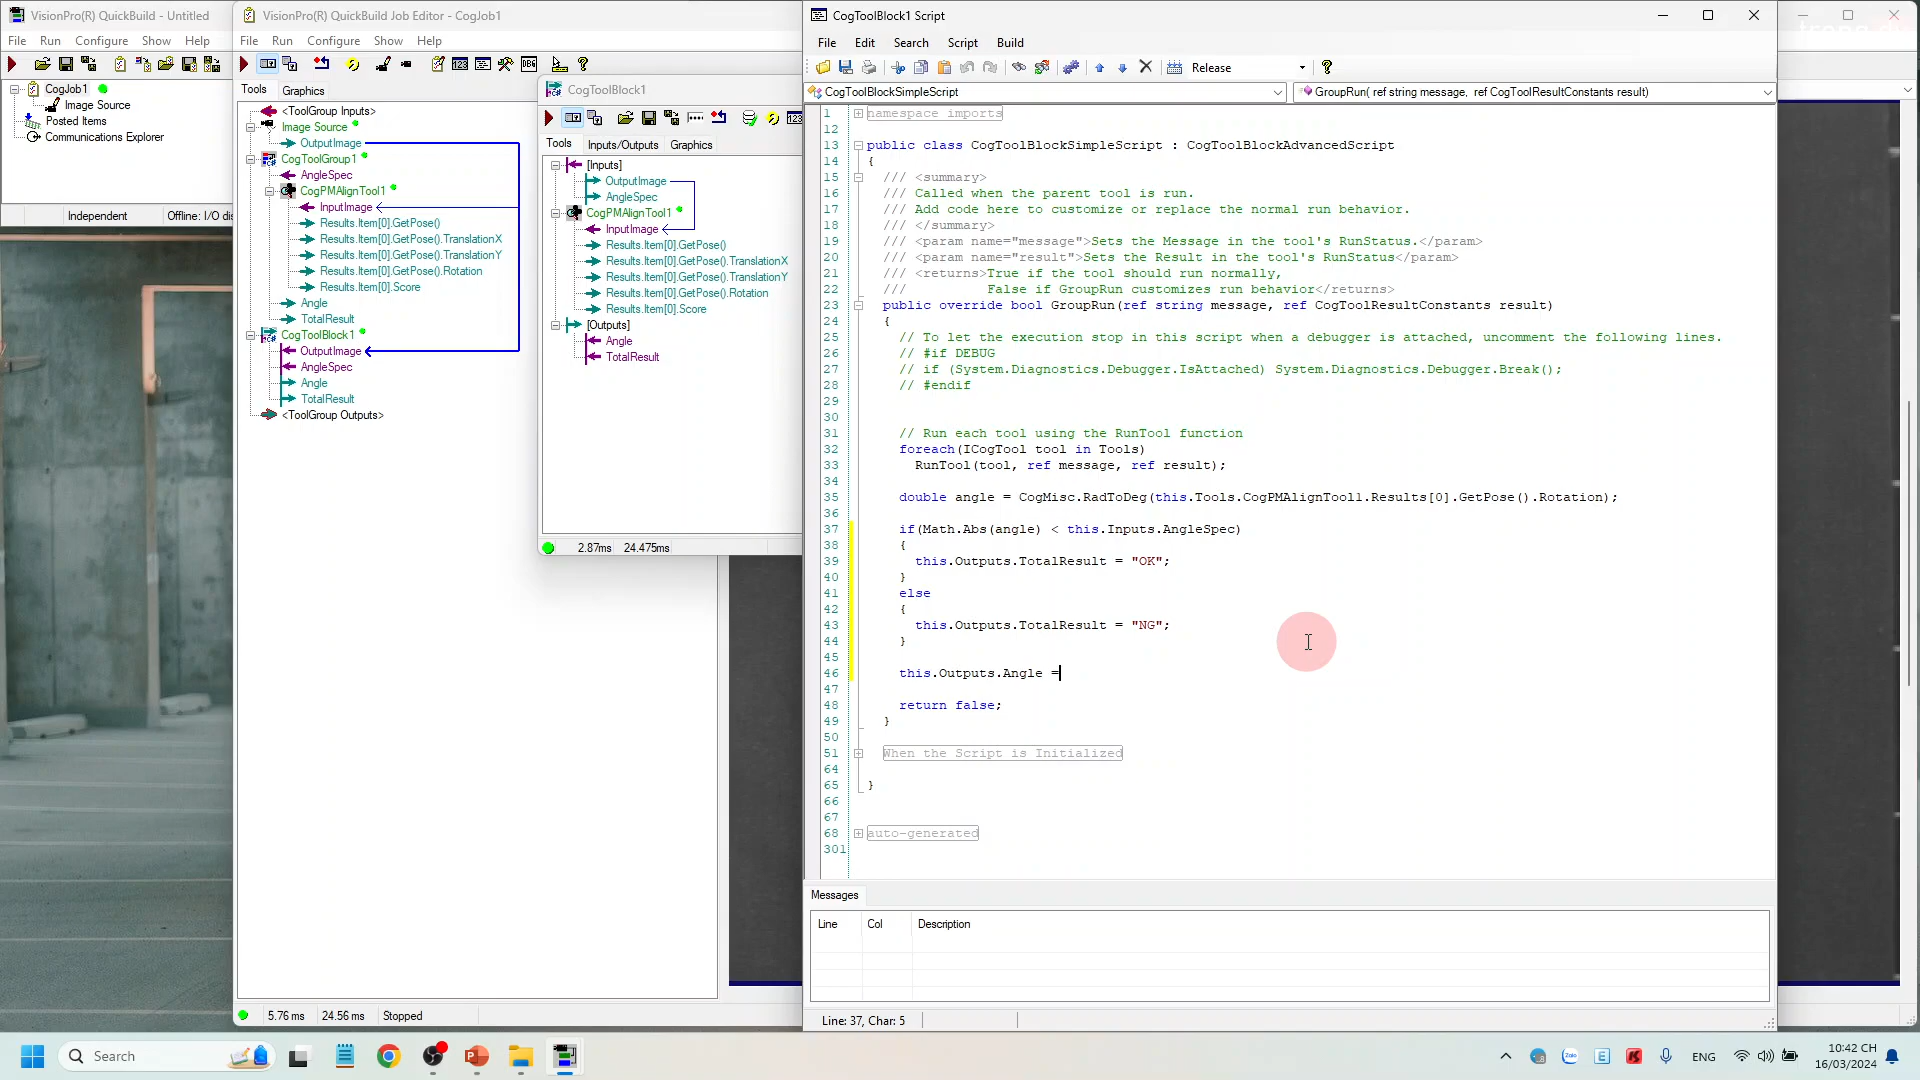 VisionPro(R) QuickBuild - Untitled
File Run Configure Show Help
CogJob1
Image Source
Posted Items
Communications Explorer
Independent Offline: I/O dis
VisionPro(R) QuickBuild Job Editor - CogJob1
File Run Configure Show Help
Tools Graphics
<ToolGroup Inputs>
Image Source
OutputImage
CogToolGroup1
AngleSpec
CogPMAlignTool1
InputImage
Results.Item[0].GetPose()
Results.Item[0].GetPose().TranslationX
Results.Item[0].GetPose().TranslationY
Results.Item[0].GetPose().Rotation
Results.Item[0].Score
Angle
TotalResult
CogToolBlock1
OutputImage
AngleSpec
Angle
TotalResult
<ToolGroup Outputs>
5.76 ms 24.56 ms Stopped
CogToolBlock1
Tools Inputs/Outputs Graphics
[Inputs]
OutputImage
AngleSpec
CogPMAlignTool1
InputImage
Results.Item[0].GetPose()
Results.Item[0].GetPose().TranslationX
Results.Item[0].GetPose().TranslationY
Results.Item[0].GetPose().Rotation
Results.Item[0].Score
[Outputs]
Angle
TotalResult
2.87ms 24.475ms
CogToolBlock1 Script
File Edit Search Script Build
Release
CogToolBlockSimpleScript GroupRun( ref string message, ref CogToolResultConstants result)
1 namespace imports
12
13 public class CogToolBlockSimpleScript : CogToolBlockAdvancedScript
14 {
15 /// <summary>
16 /// Called when the parent tool is run.
17 /// Add code here to customize or replace the normal run behavior.
18 /// </summary>
19 /// <param name="message">Sets the Message in the tool's RunStatus.</param>
20 /// <param name="result">Sets the Result in the tool's RunStatus</param>
21 /// <returns>True if the tool should run normally,
22 /// False if GroupRun customizes run behavior</returns>
23 public override bool GroupRun(ref string message, ref CogToolResultConstants result)
24 {
25 // To let the execution stop in this script when a debugger is attached, uncomment the following lines.
26 // #if DEBUG
27 // if (System.Diagnostics.Debugger.IsAttached) System.Diagnostics.Debugger.Break();
28 // #endif
29
30
31 // Run each tool using the RunTool function
32 foreach(ICogTool tool in Tools)
33 RunTool(tool, ref message, ref result);
34
35 double angle = CogMisc.RadToDeg(this.Tools.CogPMAlignTool1.Results[0].GetPose().Rotation);
36
37 if(Math.Abs(angle) < this.Inputs.AngleSpec)
38 {
39 this.Outputs.TotalResult = "OK";
40 }
41 else
42 {
43 this.Outputs.TotalResult = "NG";
44 }
45
46 this.Outputs.Angle =
47
48 return false;
49 }
50
51 When the Script is Initialized
64
65 }
66
67
68 auto-generated
301
Messages
Line Col Description
Line: 37, Char: 5
Search
ENG
10:42 CH
16/03/2024